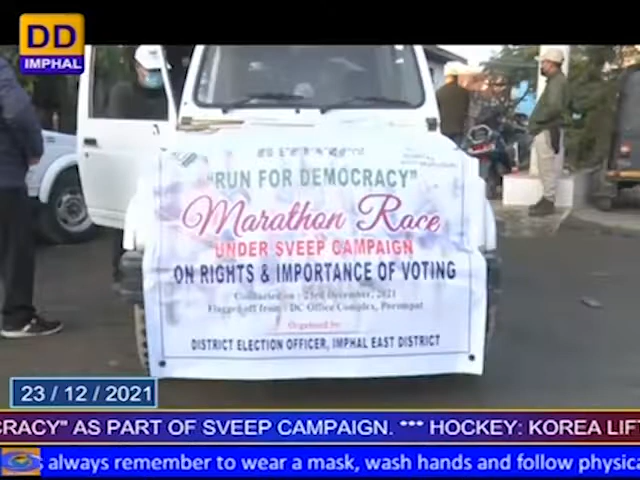 DD
IMPHAL
"RUN FOR DEMOCRACY"
Marathon Race
UNDER SWEEP CAMPAIGN
ON RIGHTS & IMPORTANCE OF VOTING
Conducted on : 23rd December, 2021
Flagged off from : DC Office Complex, Porompat
Organised by
DISTRICT ELECTION OFFICER, IMPHAL EAST DISTRICT
23 / 12 / 2021
CRACY" AS PART OF SVEEP CAMPAIGN. *** HOCKEY: KOREA LIFT
s always remember to wear a mask, wash hands and follow physica